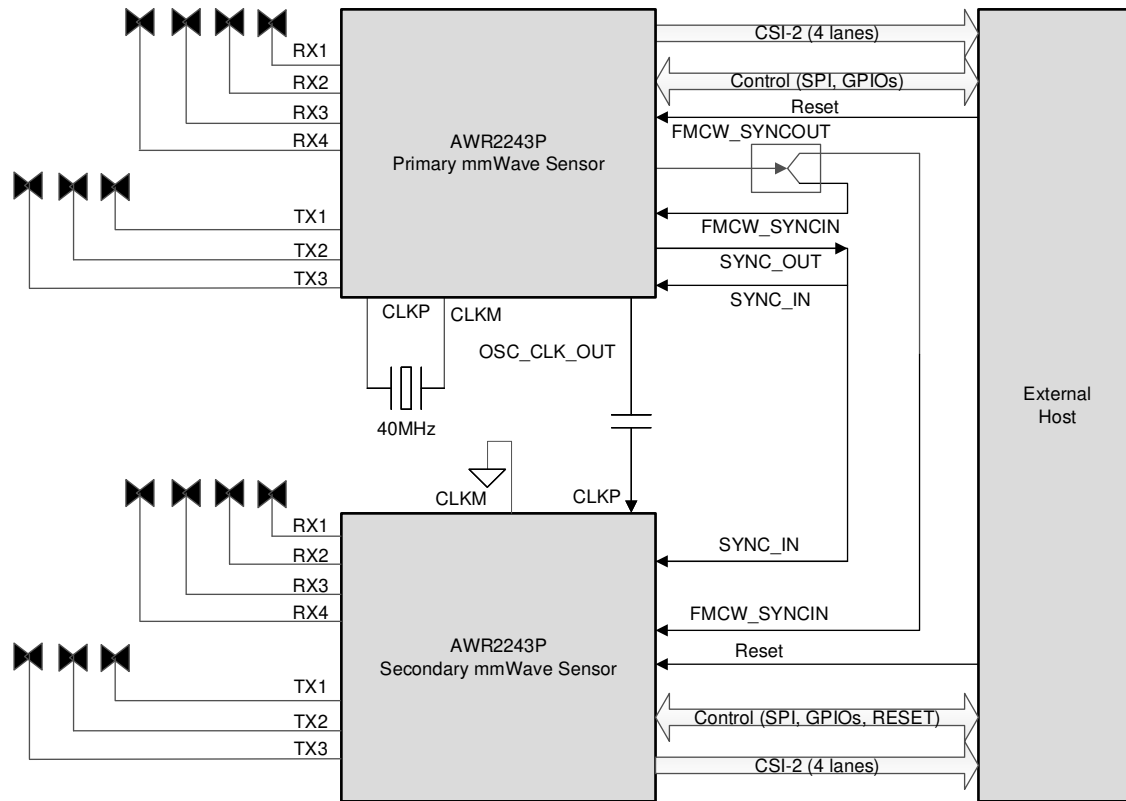 CSI-2 (4 lanes)
RX1
Control (SPI, GPIOs)
RX2
Reset
RX3
FMCW_SYNCOUT
RX4
AWR2243P
Primary mmWave Sensor
TX1
FMCW_SYNCIN
TX2
SYNC_OUT
TX3
SYNC_IN
CLKP
CLKM
OSC_CLK_OUT
External
Host
40MHz
CLKM
CLKP
RX1
SYNC_IN
RX2
RX3
RX4
FMCW_SYNCIN
AWR2243P
Secondary mmWave Sensor
Reset
TX1
TX2
Control (SPI, GPIOs, RESET)
TX3
CSI-2 (4 lanes)